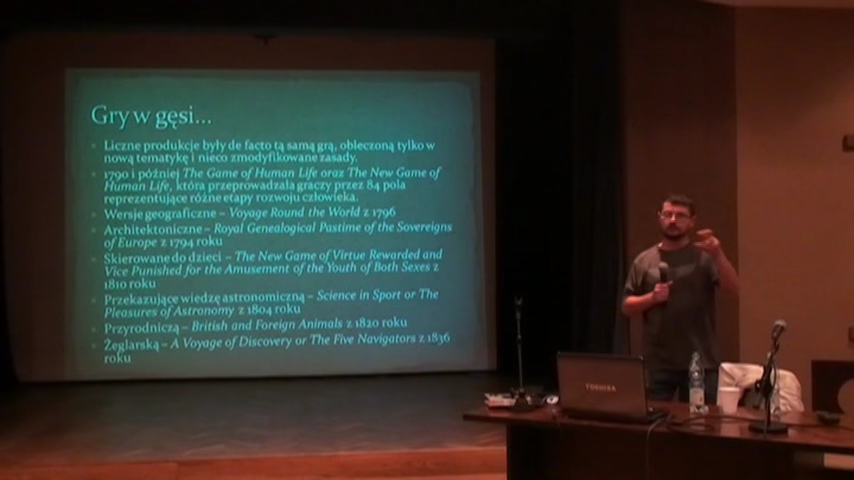 Gry w gęsi...
Liczne produkcje były de facto tą samą grą, obleczoną tylko w
nową tematykę i nieco zmodyfikowane zasady.
1790 i później The Game of Human Life oraz The New Game of
Human Life, która przeprowadzała graczy przez 84 pola
reprezentujące różne etapy rozwoju człowieka.
Wersje geograficzne – Voyage Round the World z 1796
Architektoniczne – Royal Genealogical Pastime of the Sovereigns
of Europe z 1794 roku
Skierowane do dzieci – The New Game of Virtue Rewarded and
Vice Punished for the Amusement of the Youth of Both Sexes z
1810 roku
Przekazujące wiedzę astronomiczną – Science in Sport or The
Pleasures of Astronomy z 1804 roku
Przyrodniczą – British and Foreign Animals z 1820 roku
Żeglarską – A Voyage of Discovery or The Five Navigators z 1836
roku
TOSHIBA